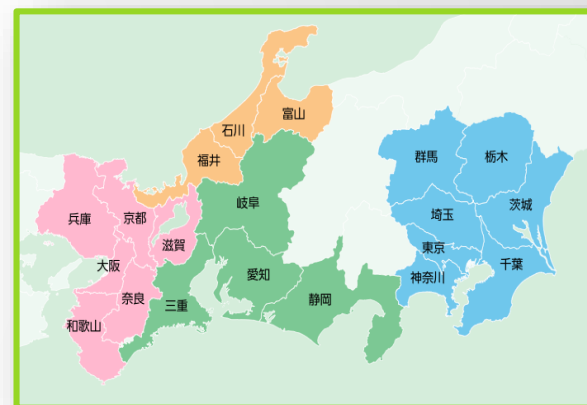 富山
石川
福井
群馬
栃木
岐阜
茨城
兵庫
京都
滋賀
埼玉
東京
大阪
愛知
千葉
神奈川
奈良
三重
静岡
和歌山